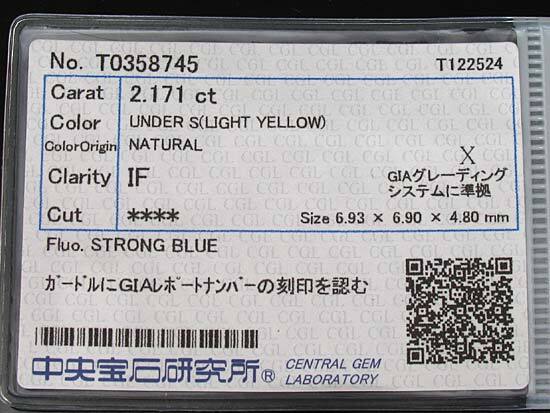 No. T0358745 T122524
Carat 2.171 ct
Color UNDER S(LIGHT YELLOW)
ColorOrigin NATURAL
X
Clarity IF
GIAグレーディング
システムに準拠
Cut **** Size 6.93 × 6.90 × 4.80 mm
Fluo. STRONG BLUE
ガードルにGIAレポートナンバーの刻印を認む
中央宝石研究所® CENTRAL GEM
LABORATORY